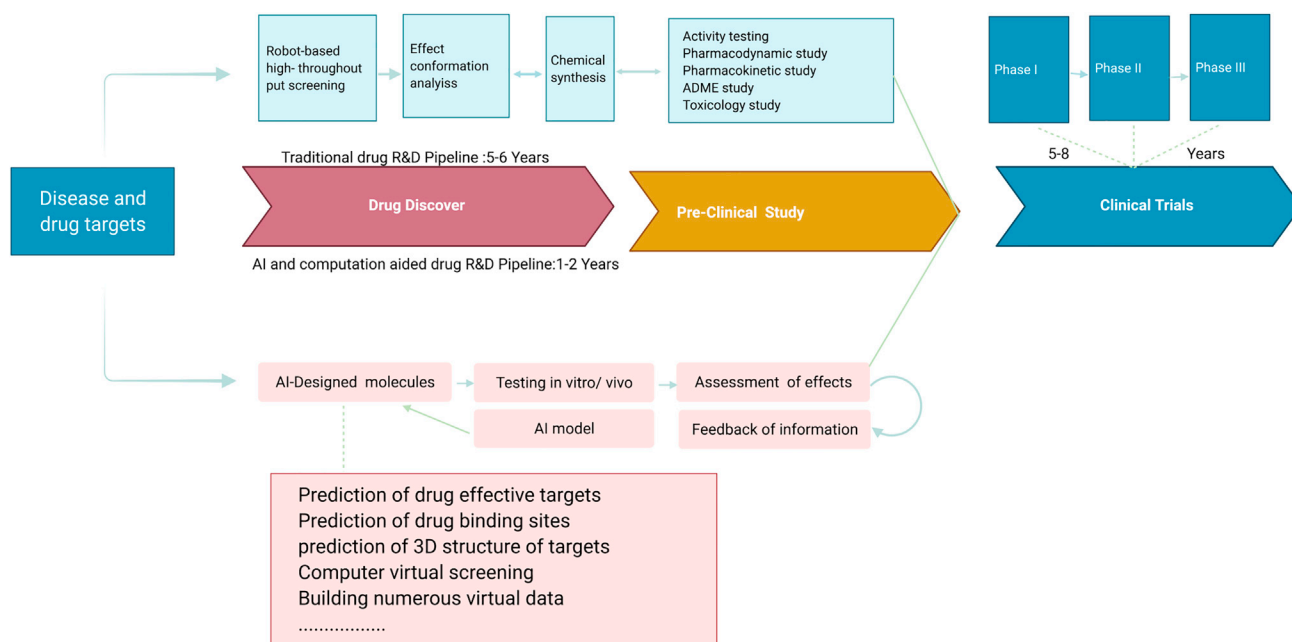 Robot-based
high- throughout
put screening
Effect
conformation
analyiss
Chemical
synthesis
Activity testing
Pharmacodynamic study
Pharmacokinetic study
ADME study
Toxicology study
Phase I
Phase II
Phase III
5-8
Years
Traditional drug R&D Pipeline :5-6 Years
Disease and
drug targets
Drug Discover
Pre-Clinical Study
Clinical Trials
AI and computation aided drug R&D Pipeline:1-2 Years
AI-Designed molecules
Testing in vitro/ vivo
Assessment of effects
AI model
Feedback of information
Prediction of drug effective targets
Prediction of drug binding sites
prediction of 3D structure of targets
Computer virtual screening
Building numerous virtual data
.................